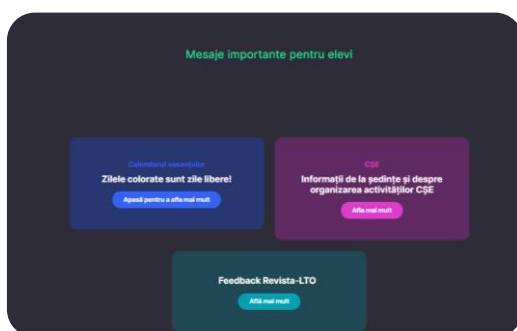 Mesaje importante pentru elevi
Calendarul vacanțelor
Zilele colorate sunt zile libere!
Apasă pentru a afla mai mult
CȘE
Informații de la ședințe și despre
organizarea activităților CȘE
Afla mai mult
Feedback Revista-LTO
Află mai mult